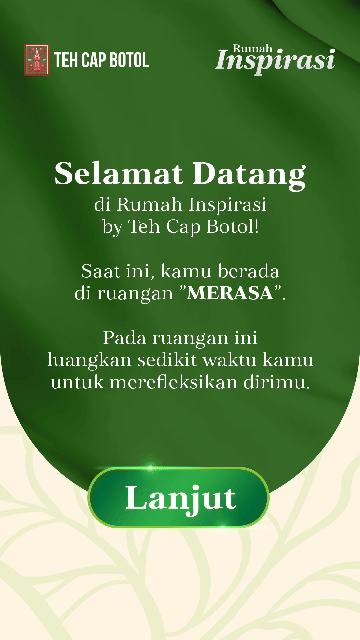 TEH CAP BOTOL
Rumah
Inspirasi
Selamat Datang
di Rumah Inspirasi
by Teh Cap Botol!
Saat ini, kamu berada
di ruangan "MERASA".
Pada ruangan ini
luangkan sedikit waktu kamu
untuk merefleksikan dirimu.
Lanjut